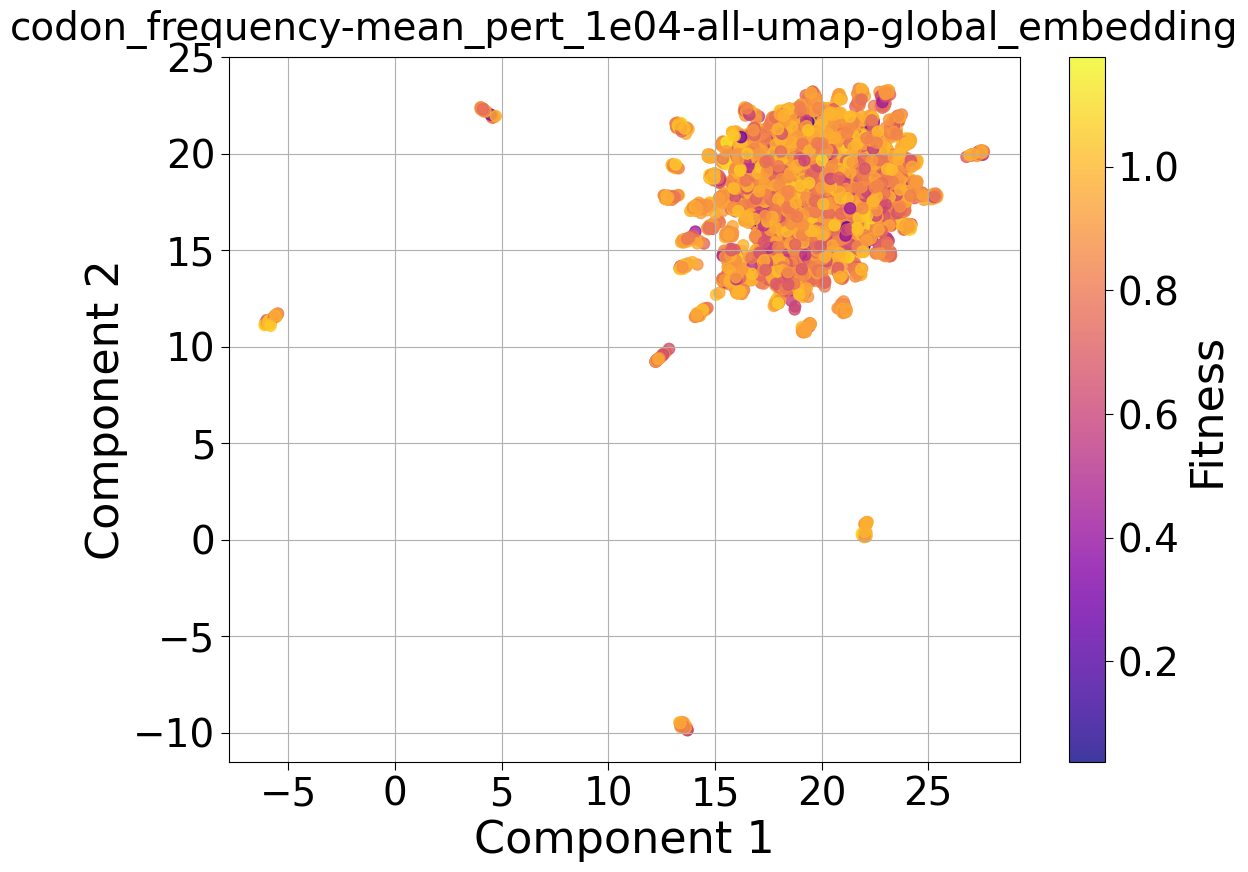 codon_frequency-mean_pert_1e04-all-umap-global_embedding
25
20
15
10
5
0
−5
−10
Component 2
−5 0 5 10 15 20 25
Component 1
1.0
0.8
0.6
0.4
0.2
Fitness